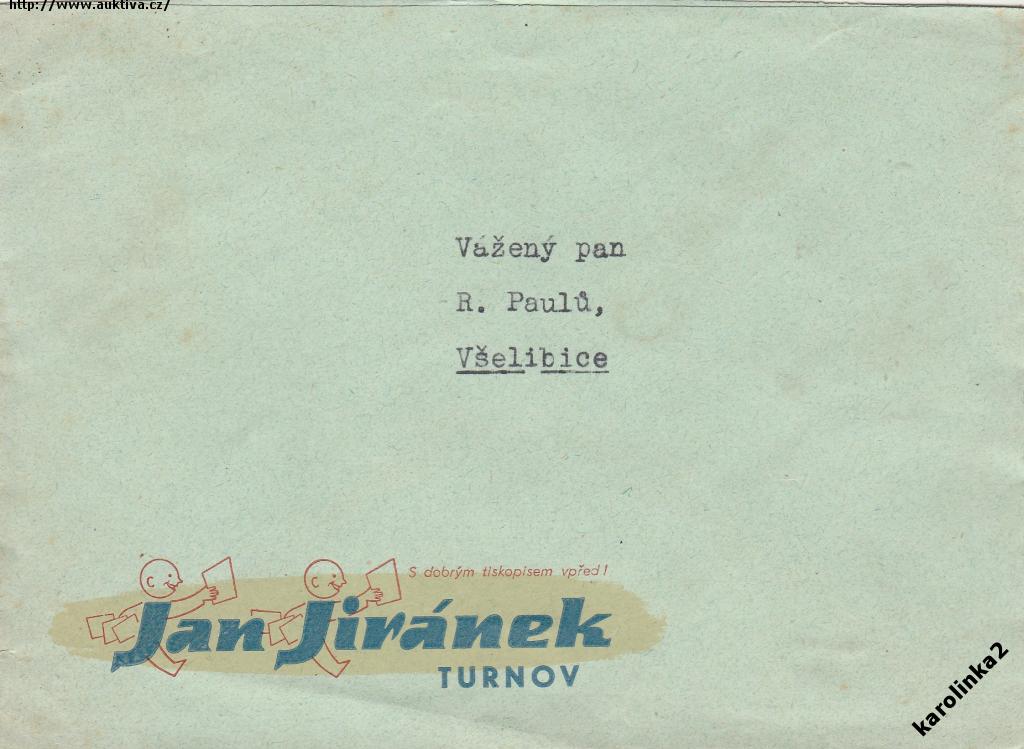 http://www.auktiva.cz/
Vážený pan
R. Paulů,
Všelibice
S dobrým tiskopisem vpřed!
Jan Jiránek
TURNOV
karolinka2